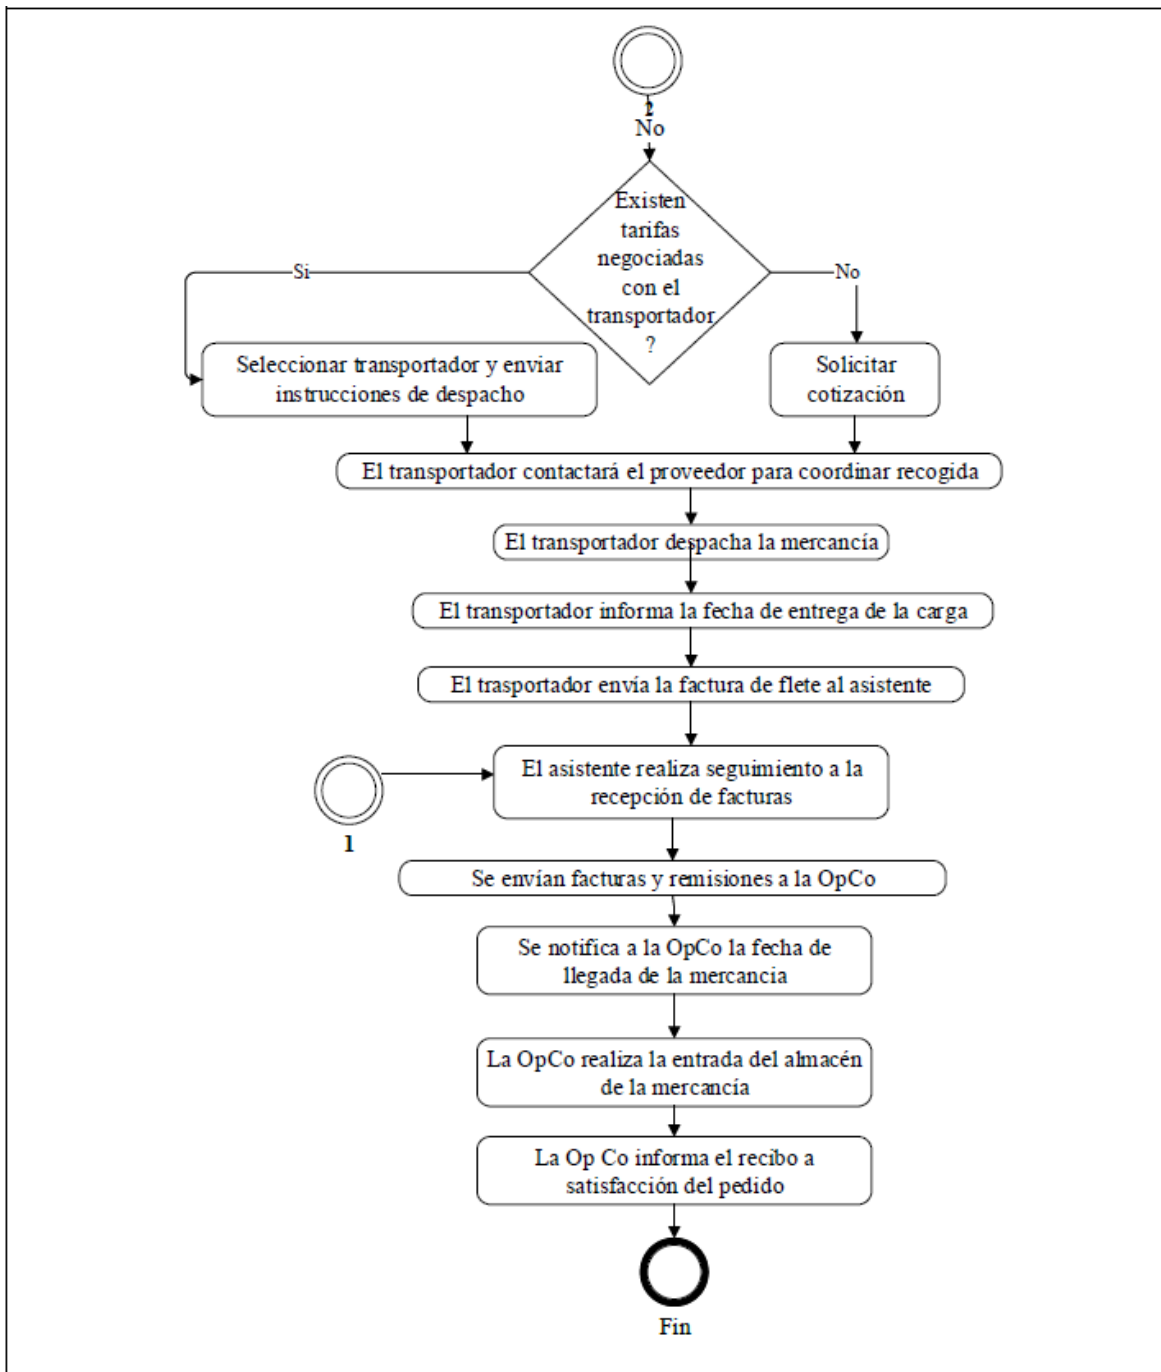 2
No
Existen
tarifas
negociadas
con el
transportador
?
Si
No
Seleccionar transportador y enviar
instrucciones de despacho
Solicitar
cotización
El transportador contactará el proveedor para coordinar recogida
El transportador despacha la mercancía
El transportador informa la fecha de entrega de la carga
El trasportador envía la factura de flete al asistente
El asistente realiza seguimiento a la
recepción de facturas
1
Se envían facturas y remisiones a la OpCo
Se notifica a la OpCo la fecha de
llegada de la mercancia
La OpCo realiza la entrada del almacén
de la mercancía
La Op Co informa el recibo a
satisfacción del pedido
Fin